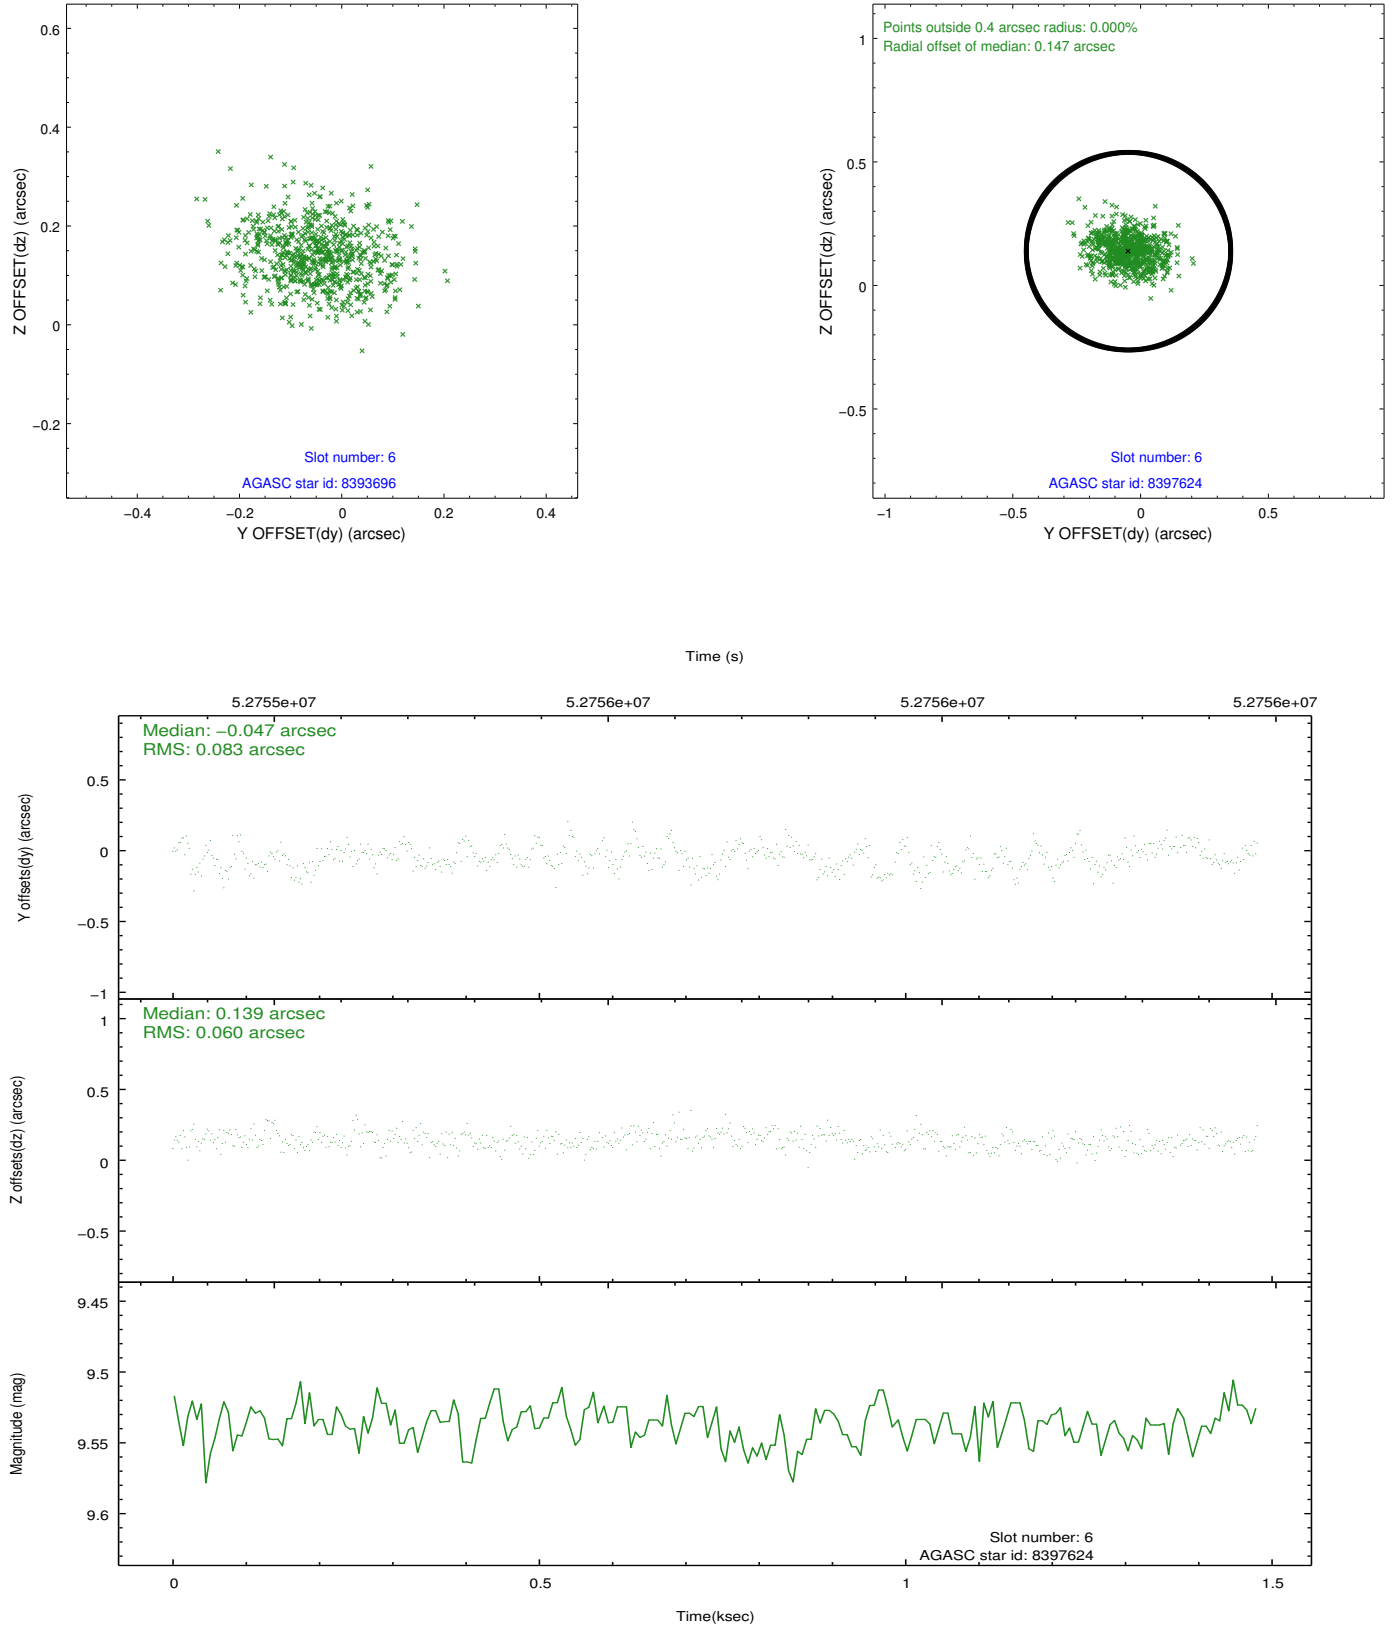 0.6
0.4
0.2
0
−0.2
Z OFFSET(dz) (arcsec)
Slot number: 6
AGASC star id: 8393696
−0.4
−0.2
0
0.2
0.4
Y OFFSET(dy) (arcsec)
Points outside 0.4 arcsec radius: 0.000%
Radial offset of median: 0.147 arcsec
1
0.5
0
−0.5
Z OFFSET(dz) (arcsec)
Slot number: 6
AGASC star id: 8397624
−1
−0.5
0
0.5
Y OFFSET(dy) (arcsec)
Time (s)
5.2755e+07
5.2756e+07
5.2756e+07
5.2756e+07
Median: −0.047 arcsec
RMS: 0.083 arcsec
0.5
0
−0.5
−1
Y offsets(dy) (arcsec)
Median: 0.139 arcsec
RMS: 0.060 arcsec
1
0.5
0
−0.5
Z offsets(dz) (arcsec)
9.45
9.5
9.55
9.6
Magnitude (mag)
Slot number: 6
AGASC star id: 8397624
0
0.5
1
1.5
Time(ksec)